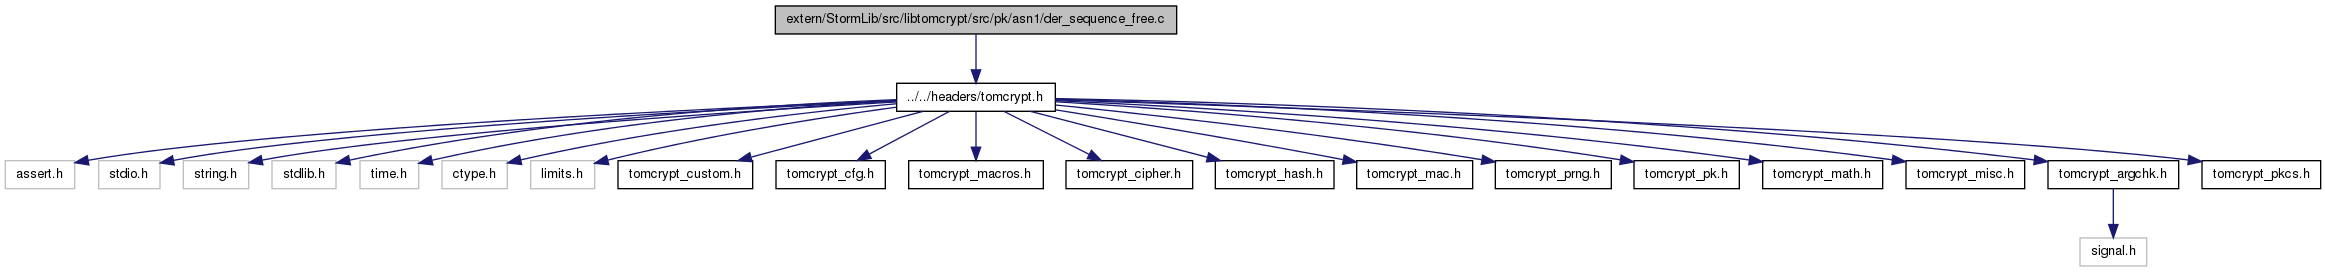 extern/StormLib/src/libtomcrypt/src/pk/asn1/der_sequence_free.c
../../headers/tomcrypt.h
assert.h
stdio.h
string.h
stdlib.h
time.h
ctype.h
limits.h
tomcrypt_custom.h
tomcrypt_cfg.h
tomcrypt_macros.h
tomcrypt_cipher.h
tomcrypt_hash.h
tomcrypt_mac.h
tomcrypt_prng.h
tomcrypt_pk.h
tomcrypt_math.h
tomcrypt_misc.h
tomcrypt_argchk.h
tomcrypt_pkcs.h
signal.h